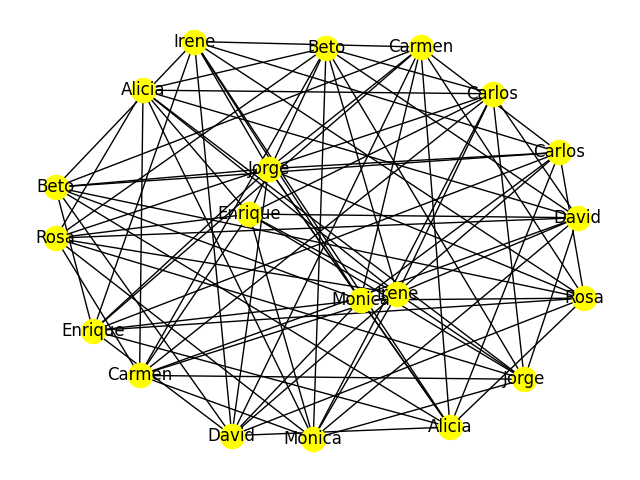 Irene
Beto
Carmen
Alicia
Carlos
Carlos
Jorge
Beto
Enrique
David
Rosa
Monica
Irene
Rosa
Enrique
Carmen
Jorge
David
Monica
Alicia